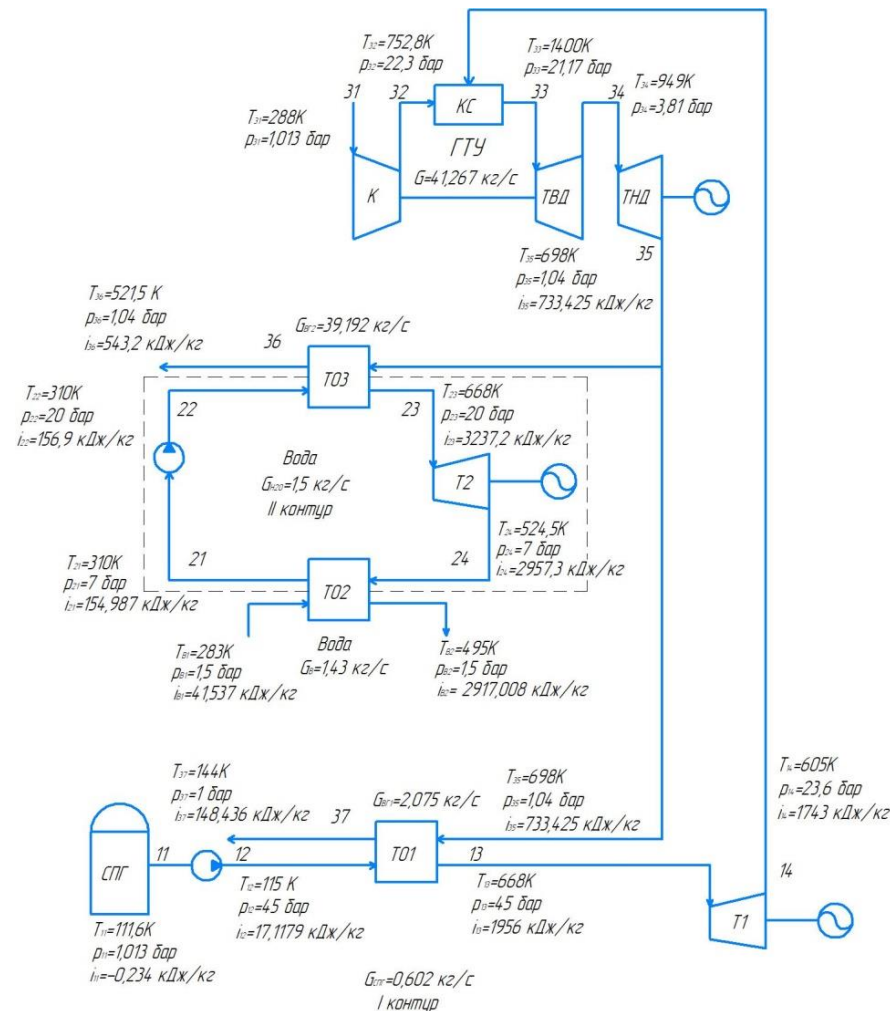 T₃₂=752,8K
p₃₂=22,3 бар
T₃₃=1400K
p₃₃=21,17 бар
T₃₄=949K
p₃₄=3,81 бар
31
32
КС
33
34
T₃₁=288K
p₃₁=1,013 бар
ГТУ
G=41,267 кг/с
К
ТВД
ТНД
35
T₃₅=698K
p₃₅=1,04 бар
i₃₅=733,425 кДж/кг
T₃₆=521,5 K
p₃₆=1,04 бар
i₃₆=543,2 кДж/кг
36
Gвг2=39,192 кг/с
ТО3
T₂₂=310K
p₂₂=20 бар
i₂₂=156,9 кДж/кг
22
23
T₂₃=668K
p₂₃=20 бар
i₂₃=3237,2 кДж/кг
Вода
GH2O=1,5 кг/с
II контур
Т2
T₂₄=524,5K
p₂₄=7 бар
i₂₄=2957,3 кДж/кг
T₂₁=310K
p₂₁=7 бар
i₂₁=154,987 кДж/кг
21
24
ТО2
Tв1=283K
pв1=1,5 бар
iв1=41,537 кДж/кг
Вода
Gв=1,43 кг/с
Tв2=495K
pв2=1,5 бар
iв2= 2917,008 кДж/кг
T₃₇=144K
p₃₇=1 бар
i₃₇=148,436 кДж/кг
37
Gвг1=2,075 кг/с
T₃₅=698K
p₃₅=1,04 бар
i₃₅=733,425 кДж/кг
T₁₄=605K
p₁₄=23,6 бар
i₁₄=1743 кДж/кг
СПГ
11
12
ТО1
13
14
T₁₂=115 K
p₁₂=45 бар
i₁₂=17,1179 кДж/кг
T₁₃=668K
p₁₃=45 бар
i₁₃=1956 кДж/кг
Т1
T₁₁=111,6K
p₁₁=1,013 бар
i₁₁=-0,234 кДж/кг
Gспг=0,602 кг/с
I контур